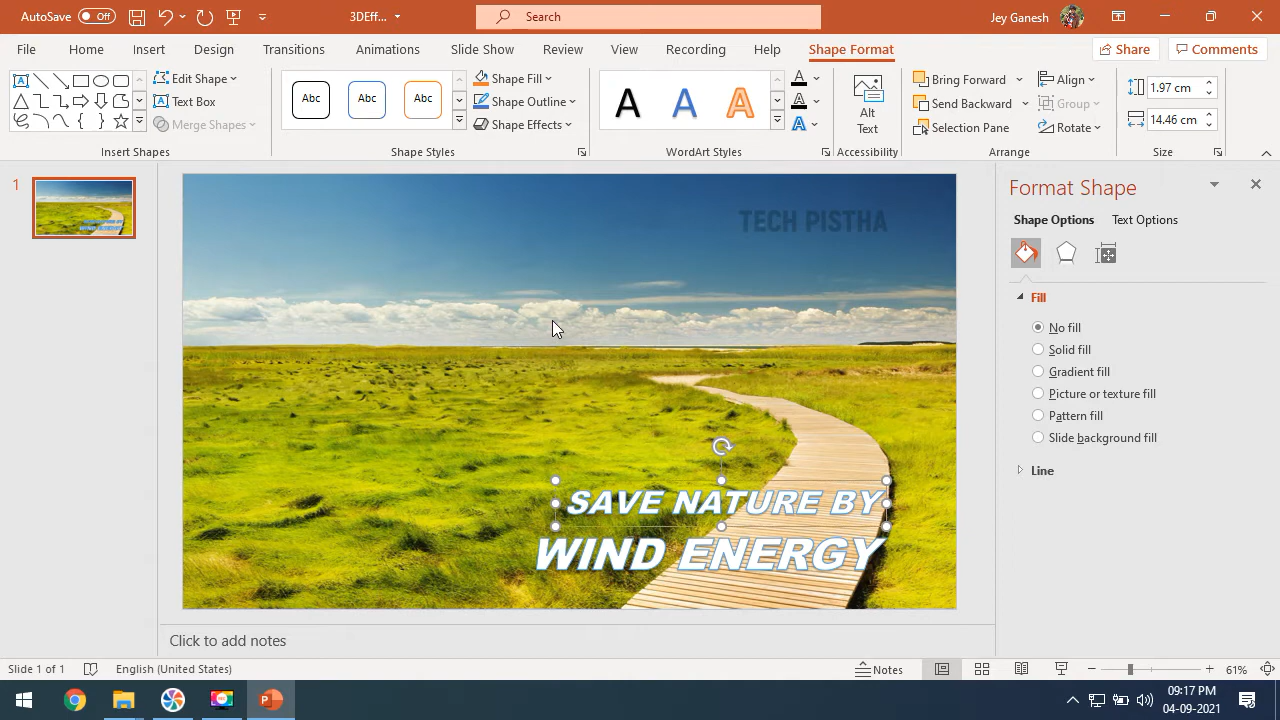 AutoSave Off 3DEff... Search Jey Ganesh
File Home Insert Design Transitions Animations Slide Show Review View Recording Help Shape Format Share Comments
Edit Shape Text Box Merge Shapes Insert Shapes
Abc Abc Abc Shape Fill Shape Outline Shape Effects Shape Styles
A A A A A A WordArt Styles
Alt Text Accessibility
Bring Forward Send Backward Selection Pane Align Group Rotate Arrange
1.97 cm 14.46 cm Size
1
TECH PISTHA
SAVE NATURE BY
WIND ENERGY
Format Shape
Shape Options Text Options
Fill
No fill
Solid fill
Gradient fill
Picture or texture fill
Pattern fill
Slide background fill
Line
Click to add notes
Slide 1 of 1 English (United States) Notes 61%
09:17 PM
04-09-2021